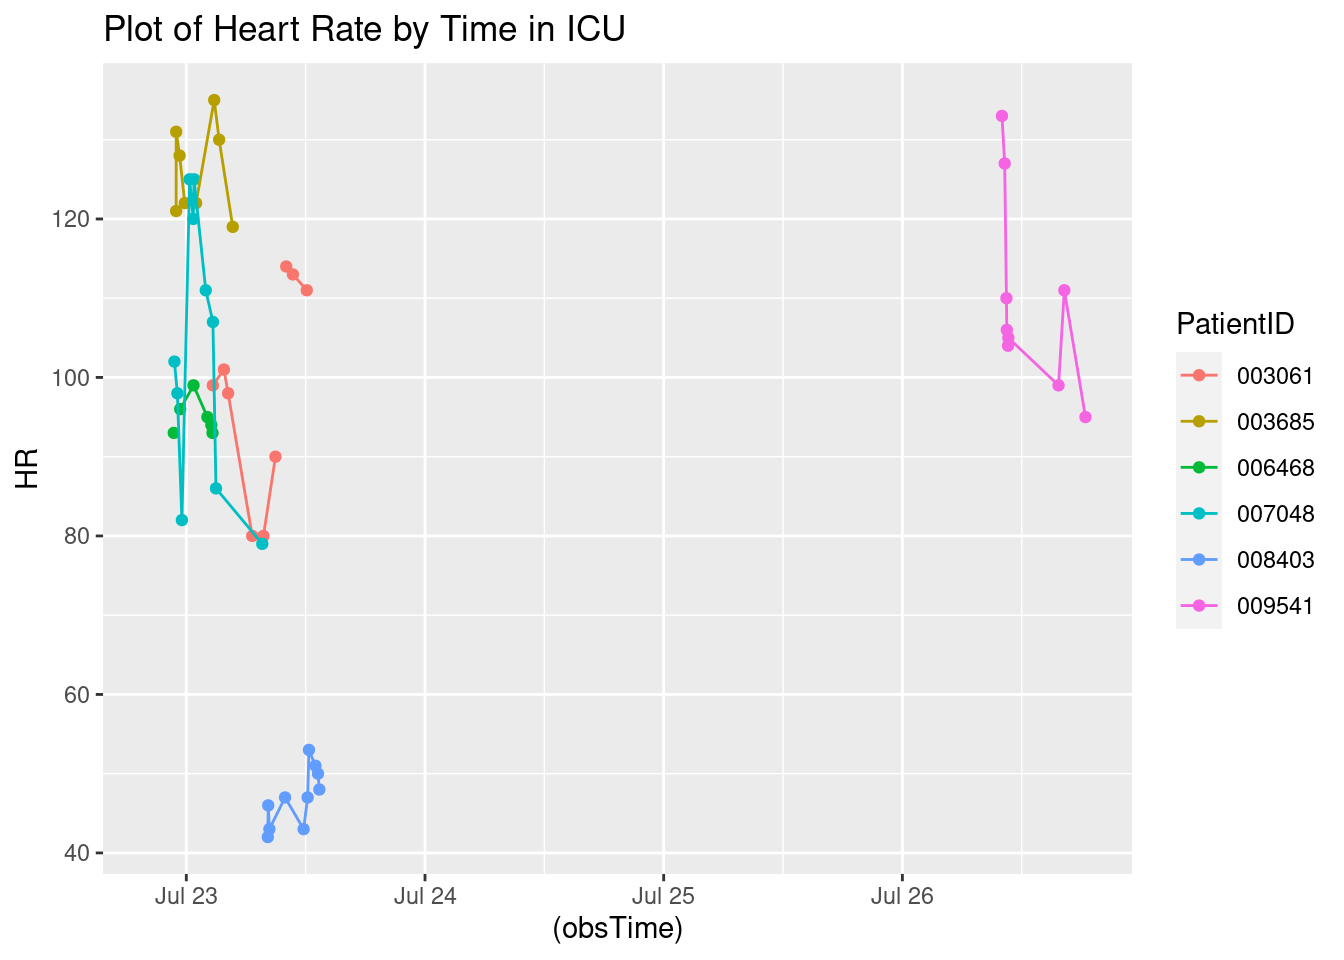 Plot of Heart Rate by Time in ICU
HR
120
100
80
60
40
Jul 23
Jul 24
Jul 25
Jul 26
(obsTime)
PatientID
003061
003685
006468
007048
008403
009541